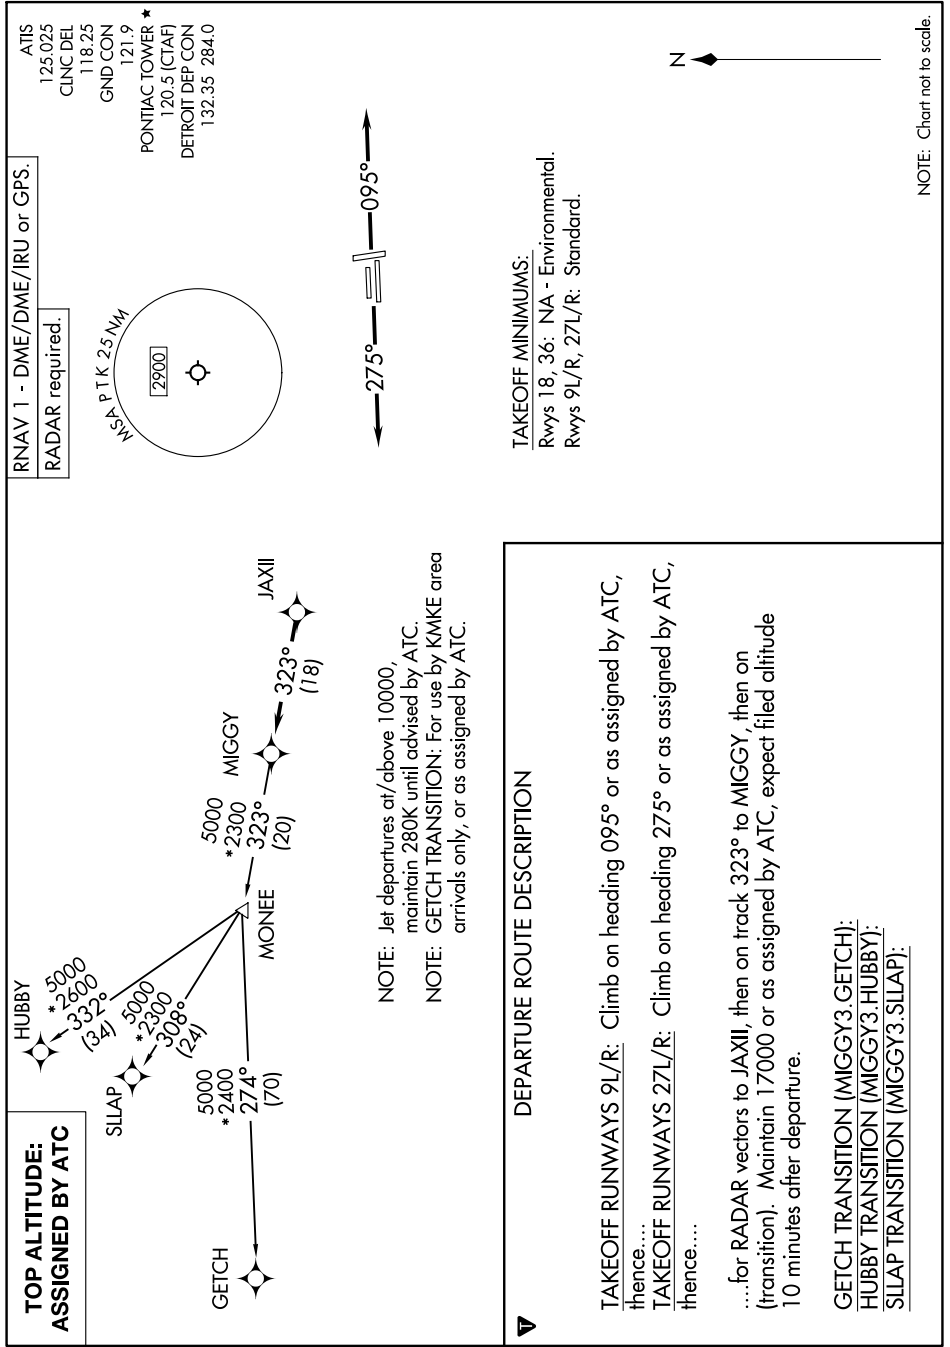 TOP ALTITUDE:
ASSIGNED BY ATC
RNAV 1 - DME/DME/IRU or GPS.
RADAR required.
ATIS
125.025
CLNC DEL
118.25
GND CON
121.9
PONTIAC TOWER ★
120.5 (CTAF)
DETROIT DEP CON
132.35 284.0
HUBBY
5000
*2600
332°
(34)
SLLAP
5000
*2300
308°
(24)
GETCH
5000
*2400
274°
(70)
MONEE
5000
*2300
323°
(20)
MIGGY
323°
(18)
JAXII
MSA PTK 25 NM
2900
275°
095°
NOTE: Jet departures at/above 10000,
maintain 280K until advised by ATC.
NOTE: GETCH TRANSITION: For use by KMKE area
arrivals only, or as assigned by ATC.
TAKEOFF MINIMUMS:
Rwys 18, 36: NA - Environmental.
Rwys 9L/R, 27L/R: Standard.
N
NOTE: Chart not to scale.
T
DEPARTURE ROUTE DESCRIPTION
TAKEOFF RUNWAYS 9L/R: Climb on heading 095° or as assigned by ATC,
thence....
TAKEOFF RUNWAYS 27L/R: Climb on heading 275° or as assigned by ATC,
thence....
....for RADAR vectors to JAXII, then on track 323° to MIGGY, then on
(transition). Maintain 17000 or as assigned by ATC, expect filed altitude
10 minutes after departure.
GETCH TRANSITION (MIGGY3.GETCH):
HUBBY TRANSITION (MIGGY3.HUBBY):
SLLAP TRANSITION (MIGGY3.SLLAP):